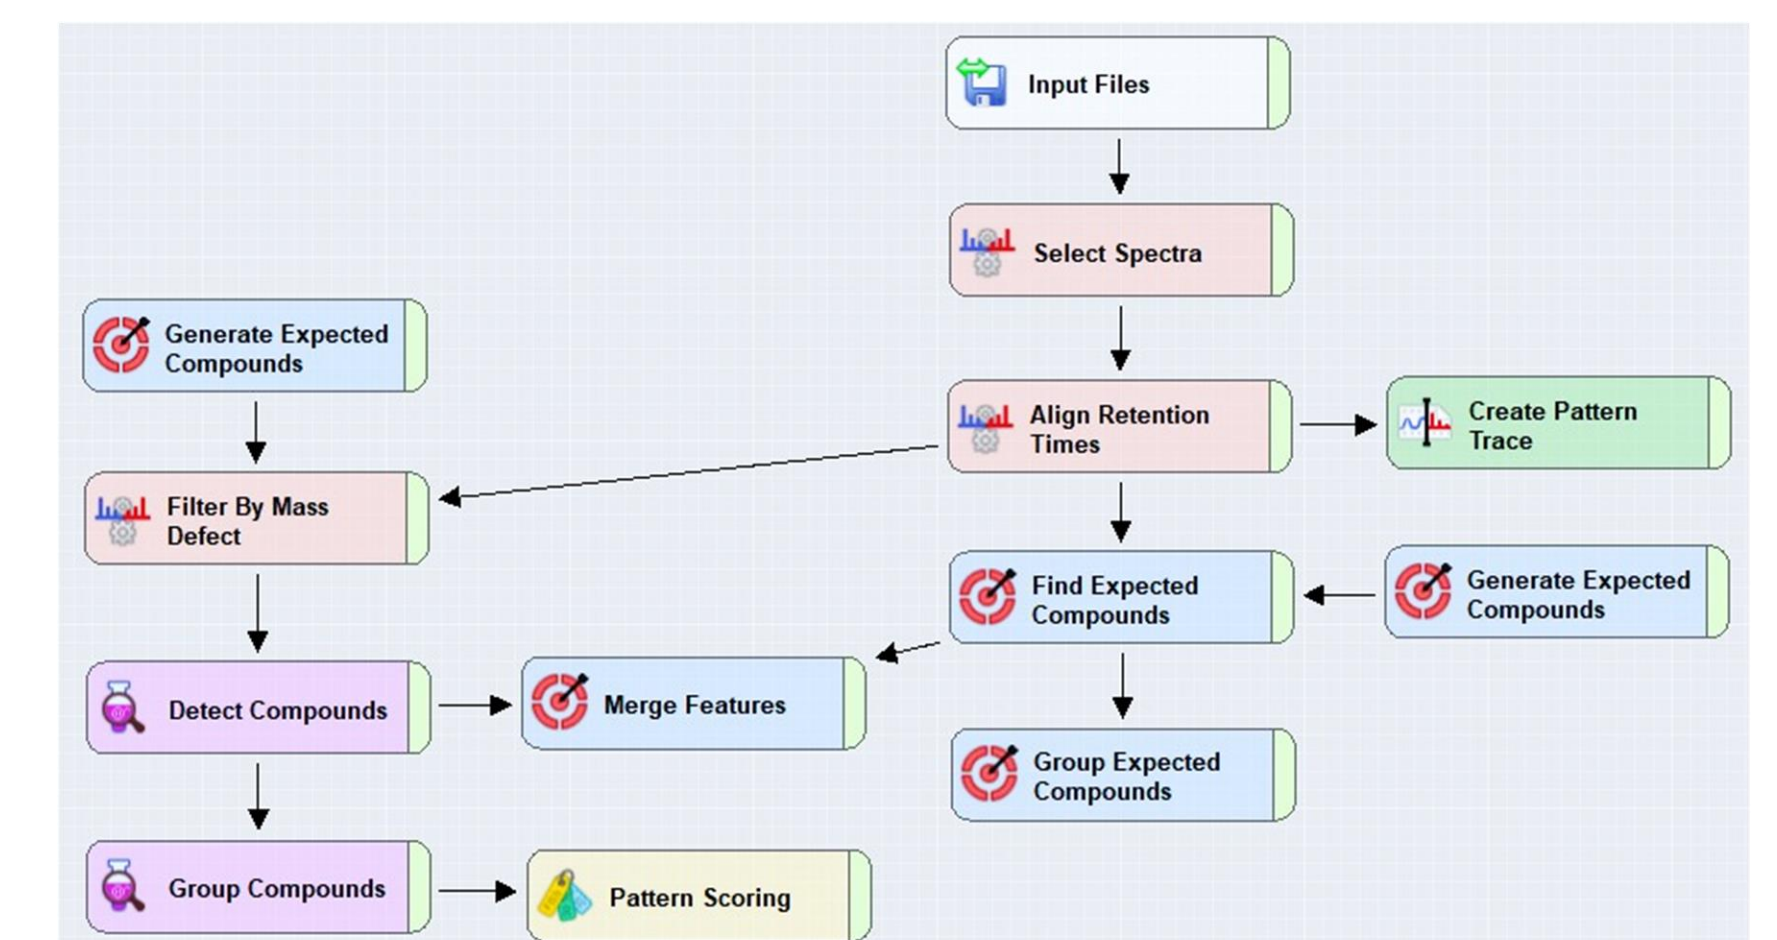 Input Files
Select Spectra
Generate Expected
Compounds
Align Retention
Times
Create Pattern
Trace
Filter By Mass
Defect
Find Expected
Compounds
Generate Expected
Compounds
Detect Compounds
Merge Features
Group Expected
Compounds
Group Compounds
Pattern Scoring